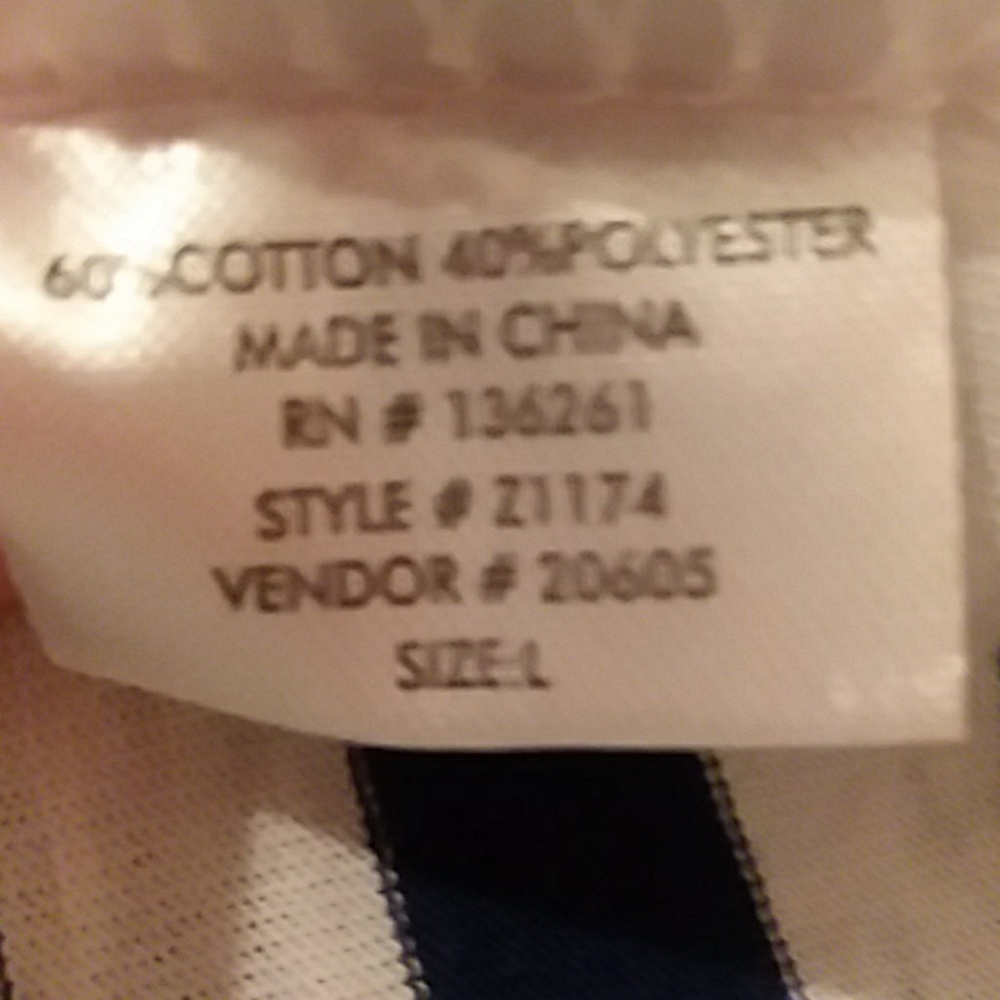 60%COTTON 40%POLYESTER
MADE IN CHINA
RN # 136261
STYLE # Z1174
VENDOR # 20605
SIZE:L